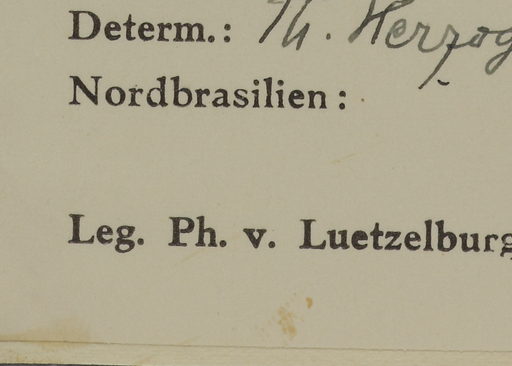 Determ.: Th. Herzog
Nordbrasilien:
Leg. Ph. v. Luetzelburg